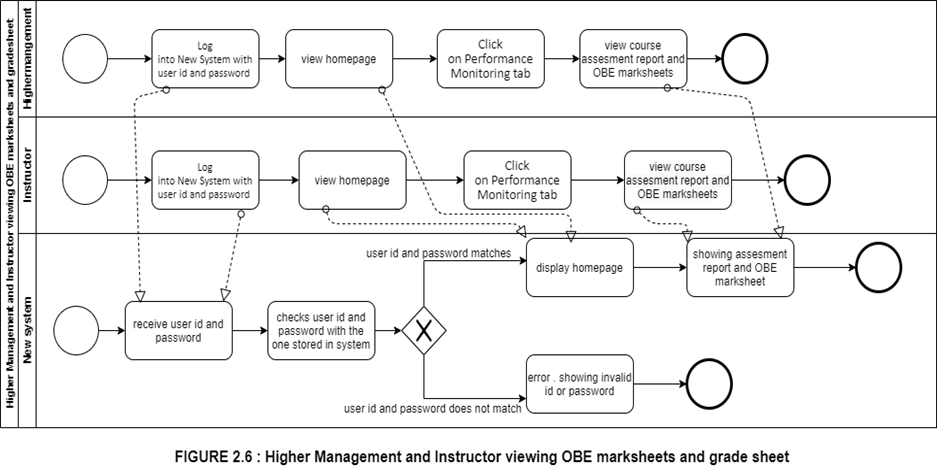 Higher Management and Instructor viewing OBE marksheets and gradesheet
Highermangement
Log
into New System with
user id and password
view homepage
Click
on Performance
Monitoring tab
view course
assesment report and
OBE marksheets
Instructor
Log
into New System with
user id and password
view homepage
Click
on Performance
Monitoring tab
view course
assesment report and
OBE marksheets
New system
receive user id and
password
checks user id and
password with the
one stored in system
X
user id and password matches
display homepage
showing assesment
report and OBE
marksheet
user id and password does not match
error . showing invalid
id or password
FIGURE 2.6 : Higher Management and Instructor viewing OBE marksheets and grade sheet